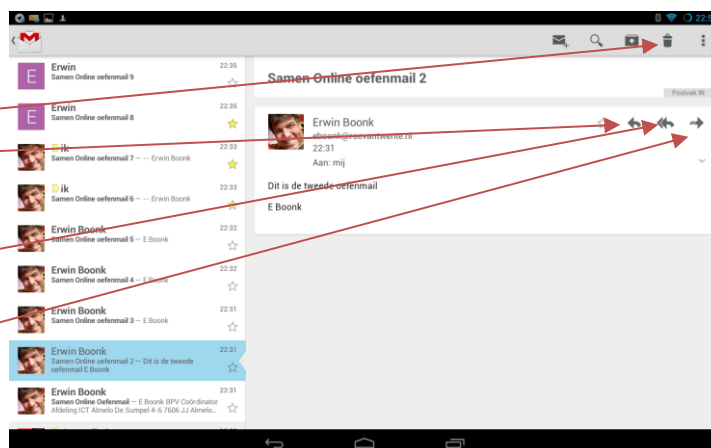 22:5
E
Erwin
22:35
Samen Online oefenmail 9
E
Erwin
22:35
Samen Online oefenmail 8
ik
22:33
Samen Online oefenmail 7 – -- Erwin Boonk
ik
22:33
Samen Online oefenmail 6 – -- Erwin Boonk
Erwin Boonk
22:32
Samen Online oefenmail 5 – E Boonk
Erwin Boonk
22:32
Samen Online oefenmail 4 – E Boonk
Erwin Boonk
22:31
Samen Online oefenmail 3 – E Boonk
Erwin Boonk
22:31
Samen Online oefenmail 2 – Dit is de tweede
oefenmail E Boonk
Erwin Boonk
22:31
Samen Online Oefenmail – E Boonk BPV Coördinator
Afdeling ICT Almelo De Sumpel 4-6 7606 JJ Almelo..
Samen Online oefenmail 2
Postvak IN
Erwin Boonk
eboonk@rocvantwente.nl
22:31
Aan: mij
Dit is de tweede oefenmail
E Boonk